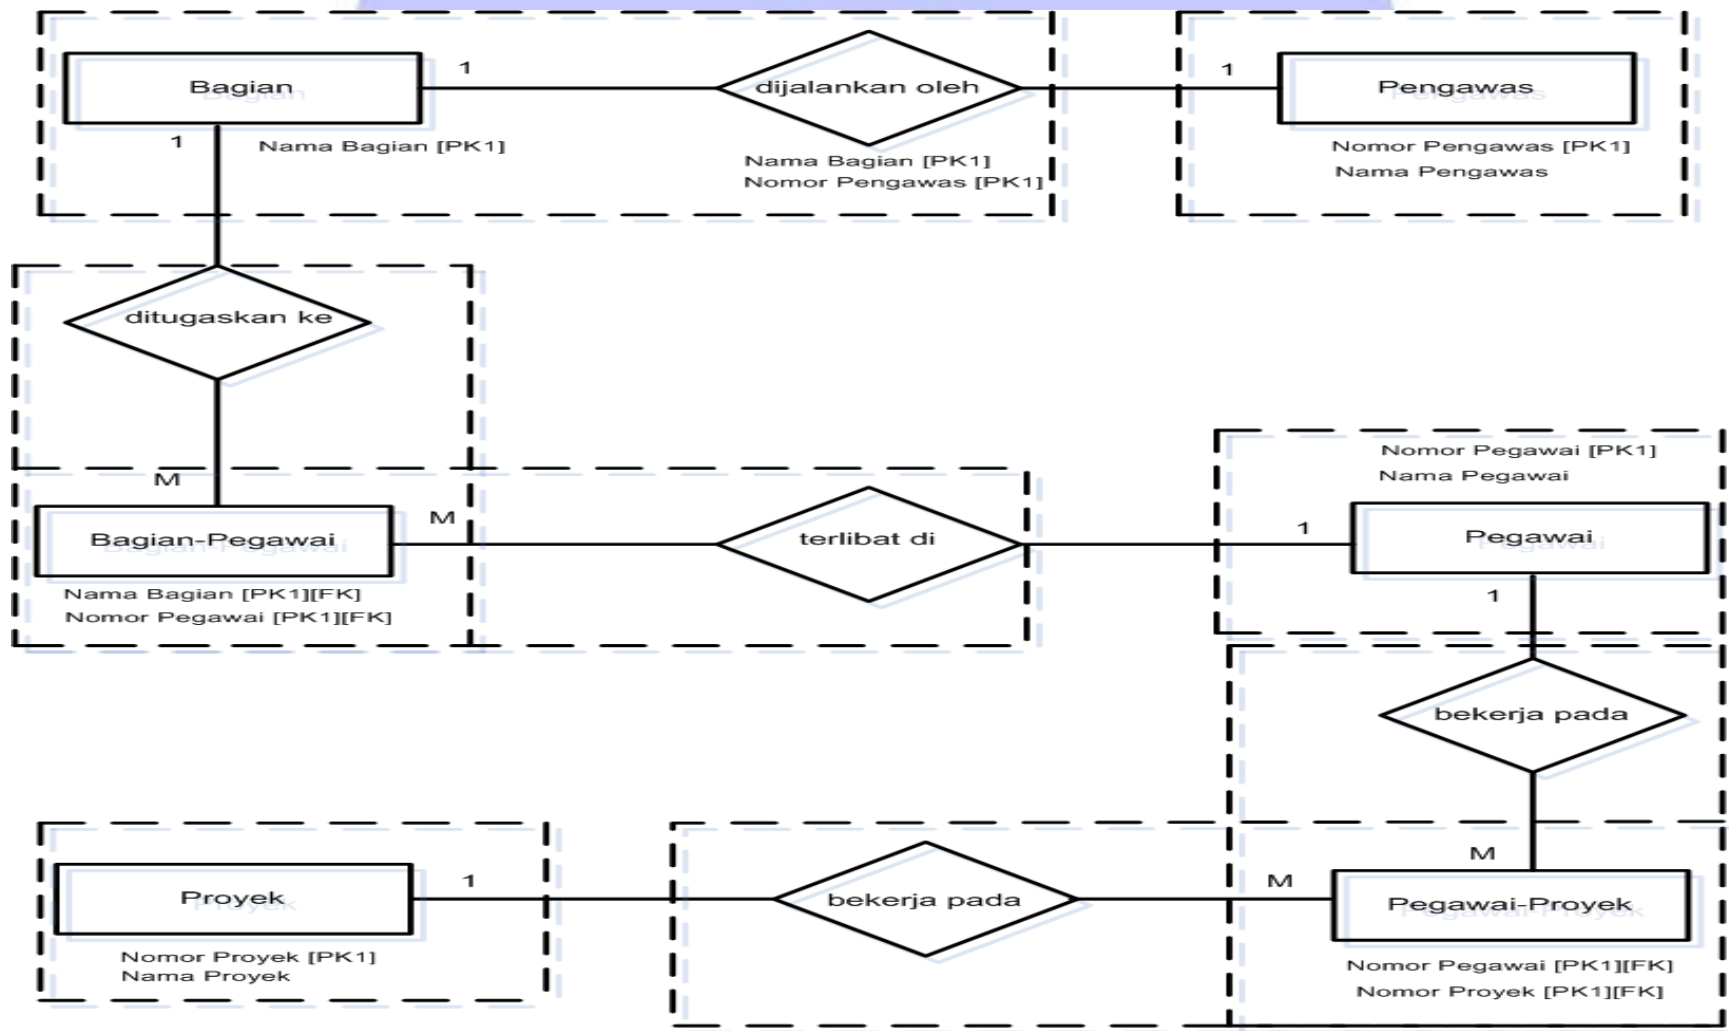 Bagian
1
dijalankan oleh
1
Pengawas
1
Nama Bagian [PK1]
Nama Bagian [PK1]
Nomor Pengawas [PK1]
Nomor Pengawas [PK1]
Nama Pengawas
ditugaskan ke
M
Bagian-Pegawai
M
terlibat di
1
Nomor Pegawai [PK1]
Nama Pegawai
Pegawai
Nama Bagian [PK1][FK]
Nomor Pegawai [PK1][FK]
1
bekerja pada
M
Proyek
1
bekerja pada
M
Pegawai-Proyek
Nomor Proyek [PK1]
Nama Proyek
Nomor Pegawai [PK1][FK]
Nomor Proyek [PK1][FK]